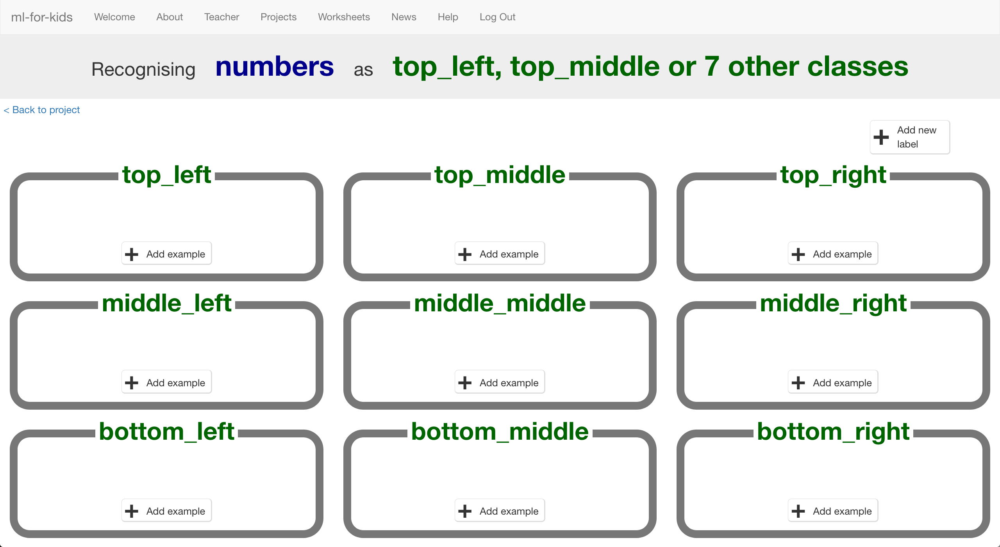 ml-for-kids Welcome About Teacher Projects Worksheets News Help Log Out
Recognising numbers as top_left, top_middle or 7 other classes
< Back to project
Add new
label
top_left top_middle top_right
Add example Add example Add example
middle_left middle_middle middle_right
Add example Add example Add example
bottom_left bottom_middle bottom_right
Add example Add example Add example